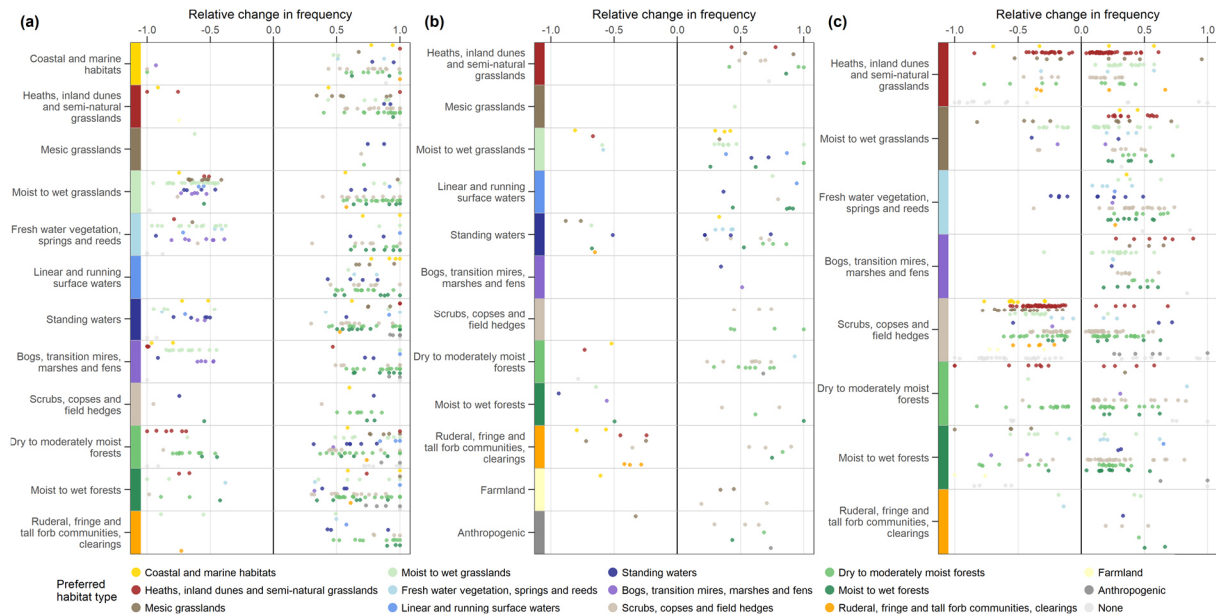 Relative change in frequency
Relative change in frequency
Relative change in frequency
(a)
-1.0 -0.5 0.0 0.5 1.0
Coastal and marine
habitats
Heaths, inland dunes
and semi-natural
grasslands
Mesic grasslands
Moist to wet grasslands
Fresh water vegetation,
springs and reeds
Linear and running
surface waters
Standing waters
Bogs, transition mires,
marshes and fens
Scrubs, copses and
field hedges
Dry to moderately moist
forests
Moist to wet forests
Ruderal, fringe and
tall forb communities,
clearings
(b)
-1.0 -0.5 0.0 0.5 1.0
Heaths, inland dunes
and semi-natural
grasslands
Mesic grasslands
Moist to wet grasslands
Linear and running
surface waters
Standing waters
Bogs, transition mires,
marshes and fens
Scrubs, copses and
field hedges
Dry to moderately moist
forests
Moist to wet forests
Ruderal, fringe and
tall forb communities,
clearings
Farmland
Anthropogenic
(c)
-1.0 -0.5 0.0 0.5 1.0
Heaths, inland dunes
and semi-natural
grasslands
Moist to wet grasslands
Fresh water vegetation,
springs and reeds
Bogs, transition mires,
marshes and fens
Scrubs, copses and
field hedges
Dry to moderately moist
forests
Moist to wet forests
Ruderal, fringe and
tall forb communities,
clearings
Preferred
habitat type
Coastal and marine habitats
Heaths, inland dunes and semi-natural grasslands
Mesic grasslands
Moist to wet grasslands
Fresh water vegetation, springs and reeds
Linear and running surface waters
Standing waters
Bogs, transition mires, marshes and fens
Scrubs, copses and field hedges
Dry to moderately moist forests
Moist to wet forests
Ruderal, fringe and tall forb communities, clearings
Farmland
Anthropogenic
None